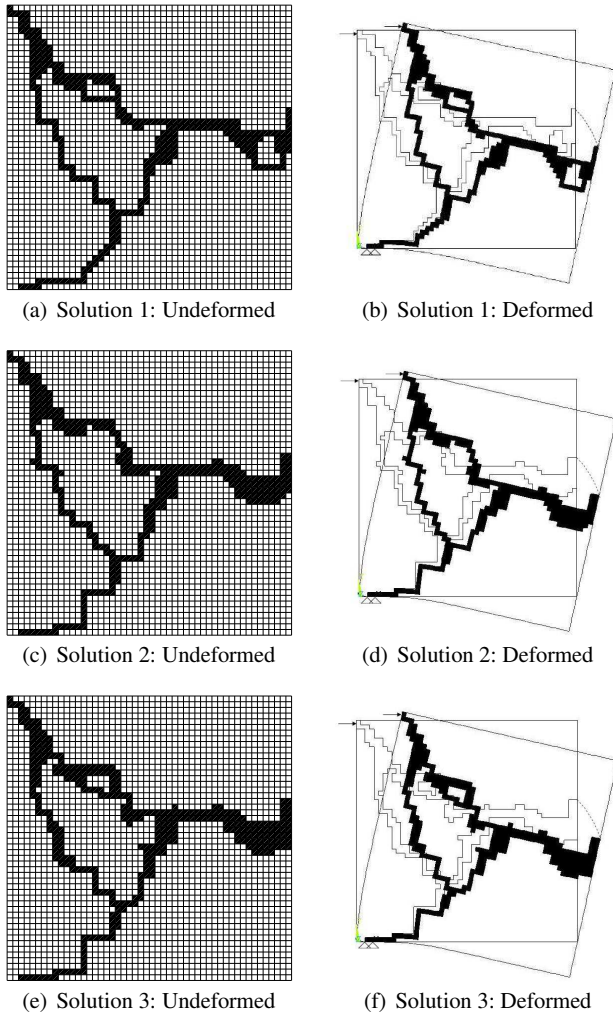 (a) Solution 1: Undeformed
(b) Solution 1: Deformed
(c) Solution 2: Undeformed
(d) Solution 2: Deformed
(e) Solution 3: Undeformed
(f) Solution 3: Deformed